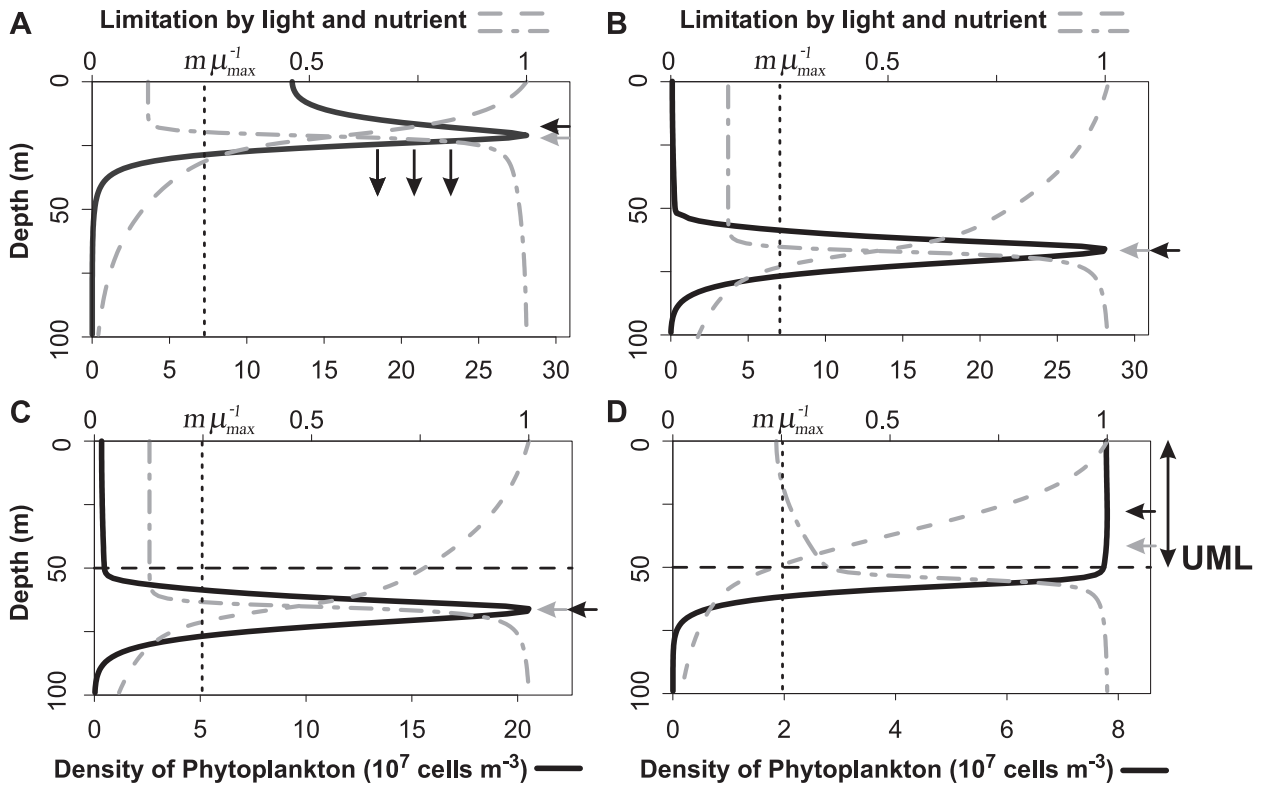 A
Limitation by light and nutrient
0 m μ_max^-1 0.5 1
0
50
100
Depth (m)
0 5 10 15 20 25 30
B
Limitation by light and nutrient
0 m μ_max^-1 0.5 1
0
50
100
0 5 10 15 20 25 30
C
0 m μ_max^-1 0.5 1
0
50
100
Depth (m)
0 5 10 15 20
Density of Phytoplankton (10^7 cells m^-3)
D
0 m μ_max^-1 0.5 1
0
50
100
UML
0 2 4 6 8
Density of Phytoplankton (10^7 cells m^-3)